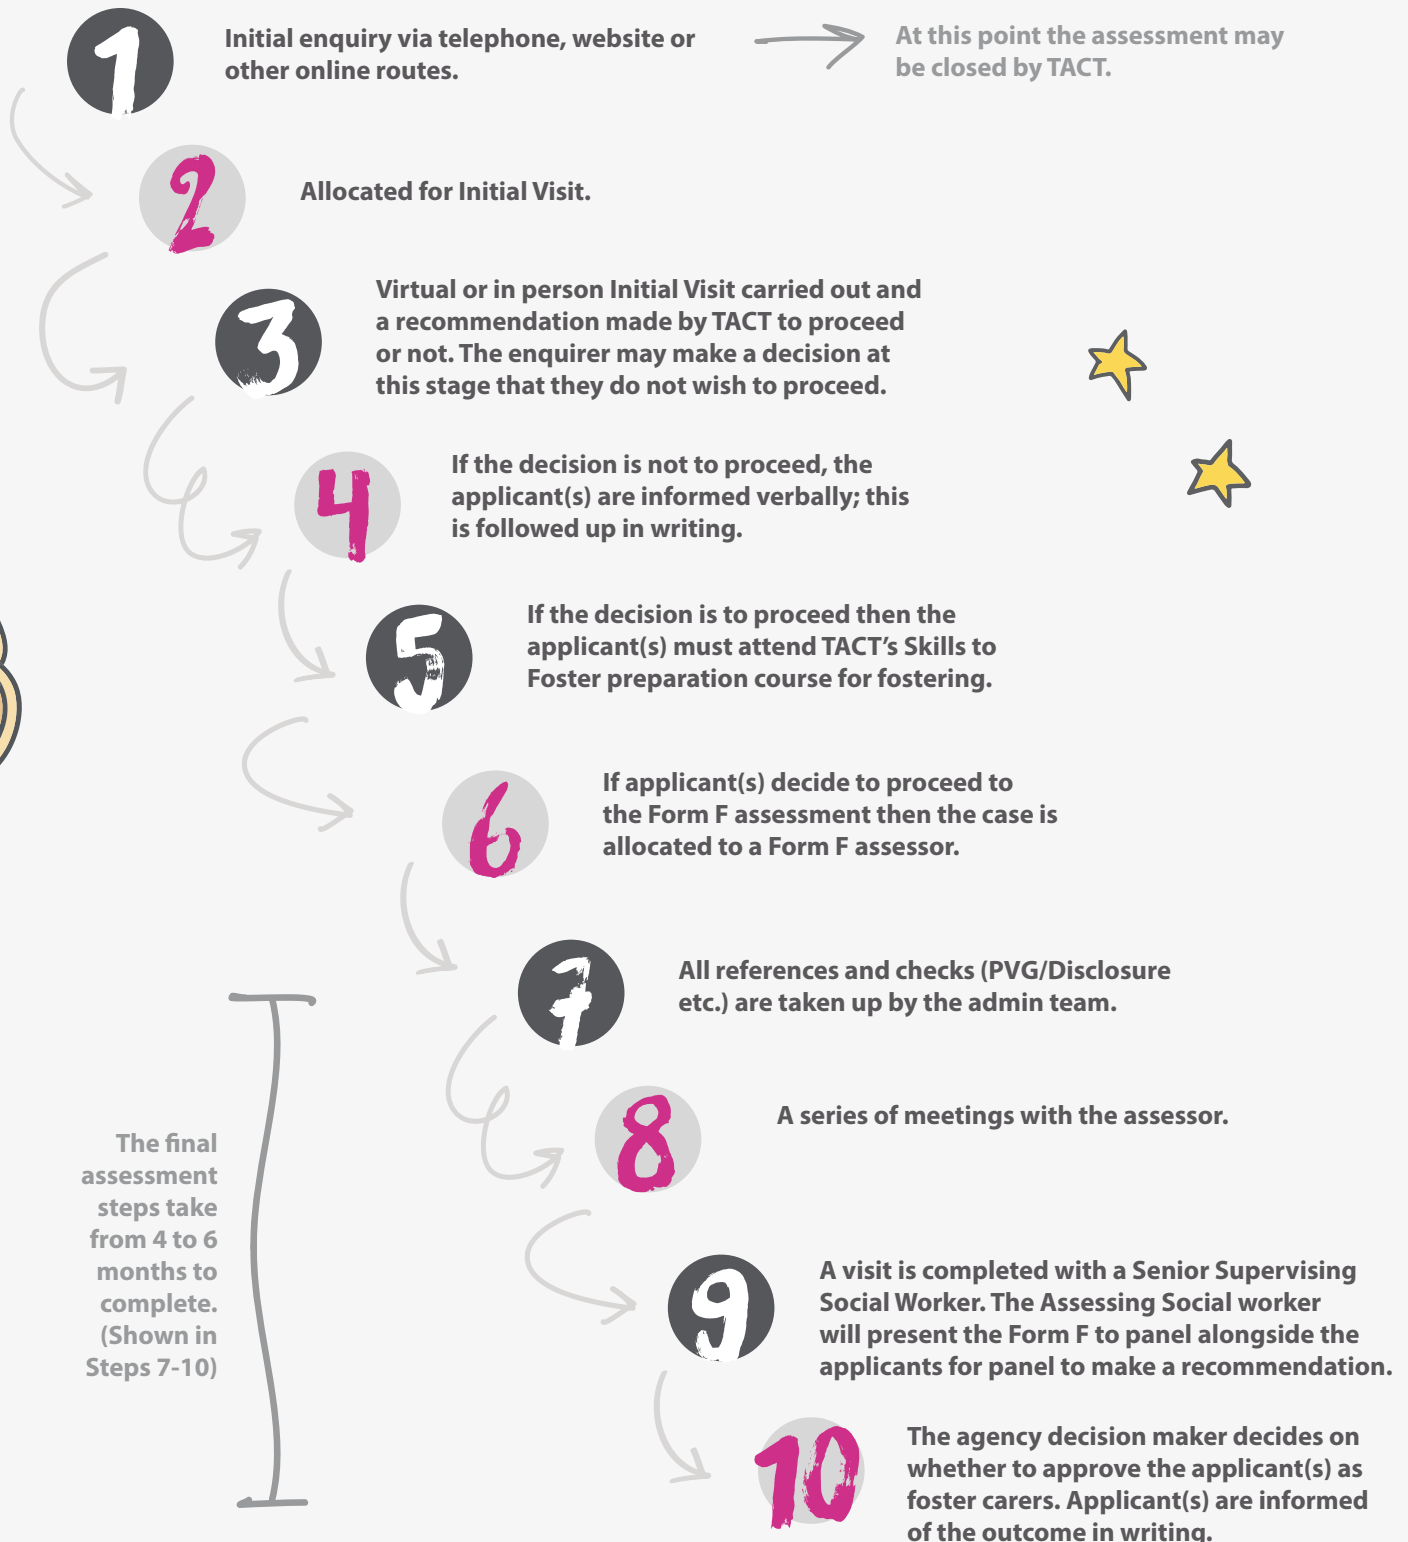 1
Initial enquiry via telephone, website or
other online routes.
At this point the assessment may
be closed by TACT.
2
Allocated for Initial Visit.
3
Virtual or in person Initial Visit carried out and
a recommendation made by TACT to proceed
or not. The enquirer may make a decision at
this stage that they do not wish to proceed.
4
If the decision is not to proceed, the
applicant(s) are informed verbally; this
is followed up in writing.
5
If the decision is to proceed then the
applicant(s) must attend TACT’s Skills to
Foster preparation course for fostering.
6
If applicant(s) decide to proceed to
the Form F assessment then the case is
allocated to a Form F assessor.
7
All references and checks (PVG/Disclosure
etc.) are taken up by the admin team.
8
A series of meetings with the assessor.
The final
assessment
steps take
from 4 to 6
months to
complete.
(Shown in
Steps 7-10)
9
A visit is completed with a Senior Supervising
Social Worker. The Assessing Social worker
will present the Form F to panel alongside the
applicants for panel to make a recommendation.
10
The agency decision maker decides on
whether to approve the applicant(s) as
foster carers. Applicant(s) are informed
of the outcome in writing.